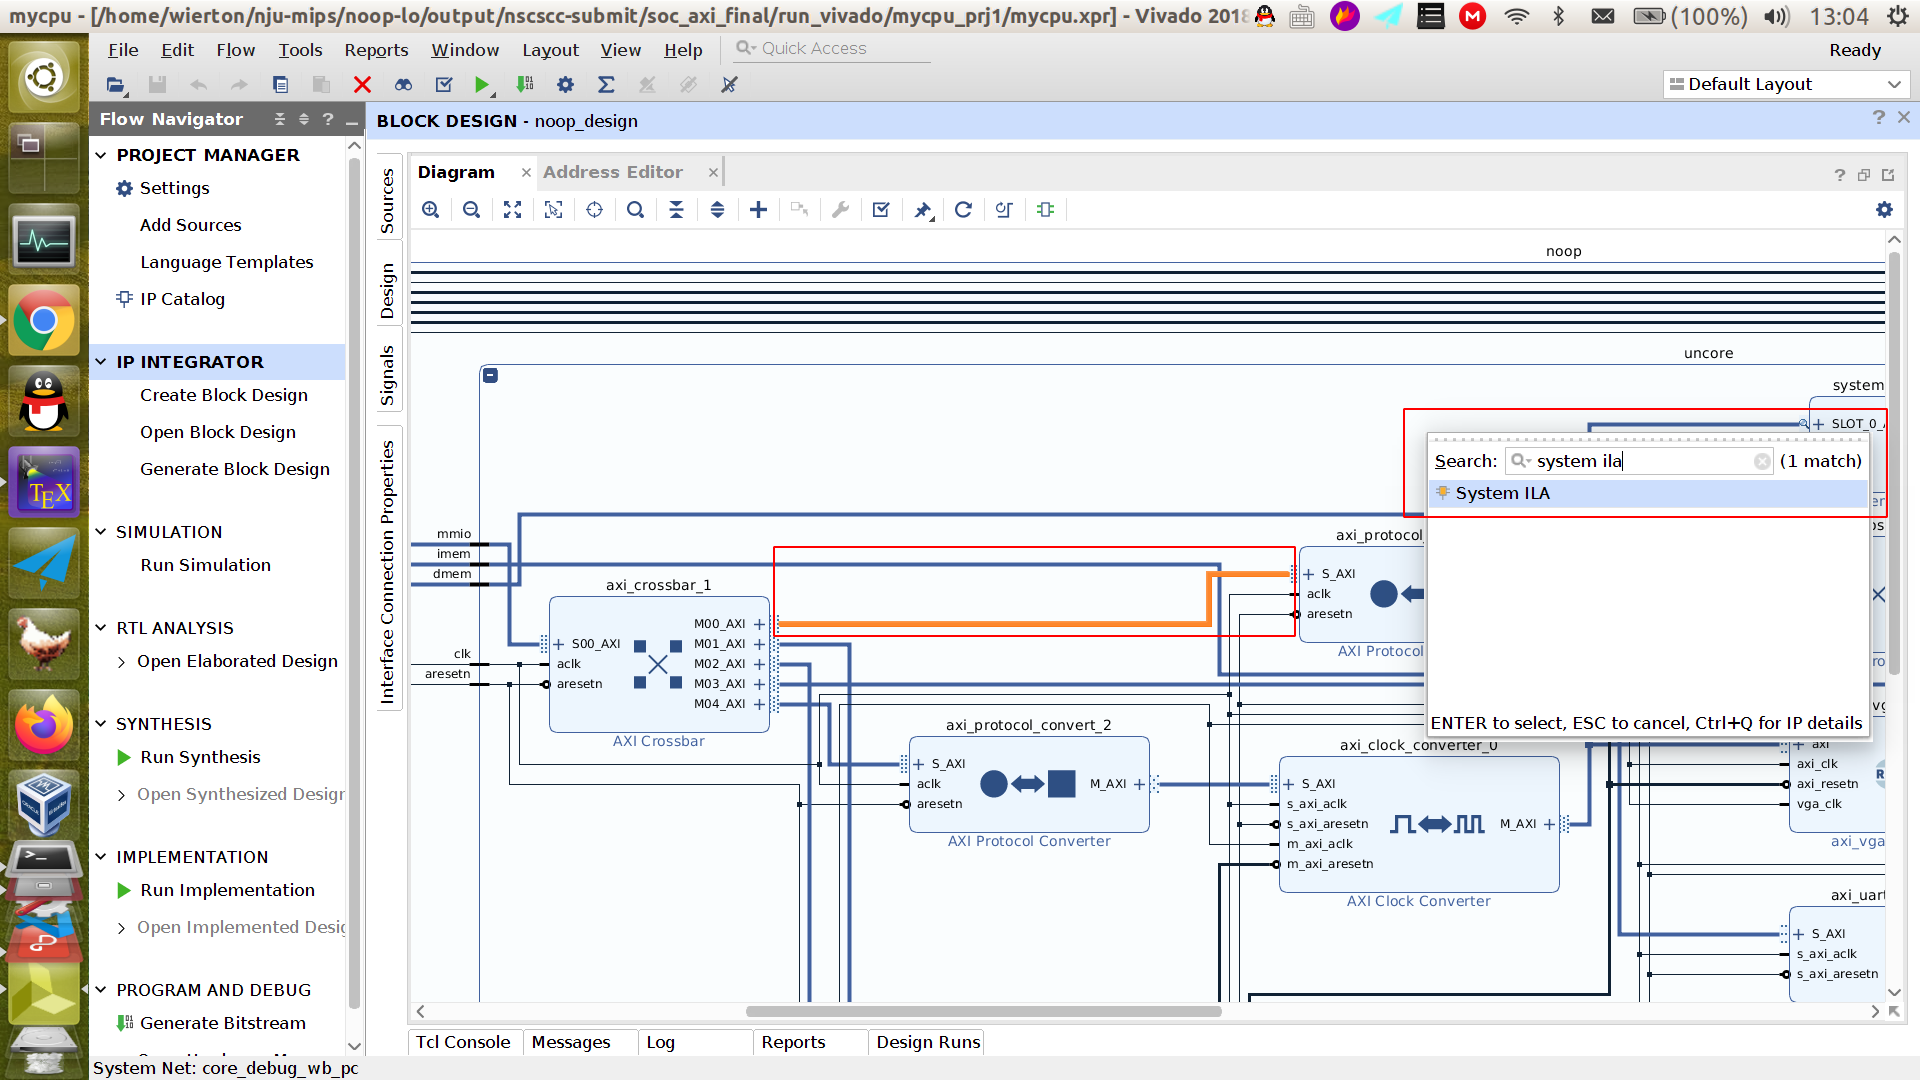 mycpu - [/home/wierton/nju-mips/noop-lo/output/nscscc-submit/soc_axi_final/run_vivado/mycpu_prj1/mycpu.xpr] - Vivado 2018
(100%)
13:04
File Edit Flow Tools Reports Window Layout View Help
Quick Access
Ready
Default Layout
Flow Navigator
PROJECT MANAGER
Settings
Add Sources
Language Templates
IP Catalog
IP INTEGRATOR
Create Block Design
Open Block Design
Generate Block Design
SIMULATION
Run Simulation
RTL ANALYSIS
Open Elaborated Design
SYNTHESIS
Run Synthesis
Open Synthesized Design
IMPLEMENTATION
Run Implementation
Open Implemented Desig
PROGRAM AND DEBUG
Generate Bitstream
BLOCK DESIGN - noop_design
Sources
Design
Signals
Interface Connection Properties
Diagram
Address Editor
noop
uncore
system
SLOT_0_A
Search: system ila (1 match)
System ILA
ENTER to select, ESC to cancel, Ctrl+Q for IP details
mmio
imem
dmem
clk
aresetn
axi_crossbar_1
S00_AXI
aclk
aresetn
M00_AXI
M01_AXI
M02_AXI
M03_AXI
M04_AXI
AXI Crossbar
axi_protocol_
S_AXI
aclk
aresetn
AXI Protocol
axi_protocol_convert_2
S_AXI
aclk
aresetn
M_AXI
AXI Protocol Converter
axi_clock_converter_0
S_AXI
s_axi_aclk
s_axi_aresetn
m_axi_aclk
m_axi_aresetn
M_AXI
AXI Clock Converter
axi
axi_clk
axi_resetn
vga_clk
axi_vga
axi_uart
S_AXI
s_axi_aclk
s_axi_aresetn
Tcl Console
Messages
Log
Reports
Design Runs
System Net: core_debug_wb_pc